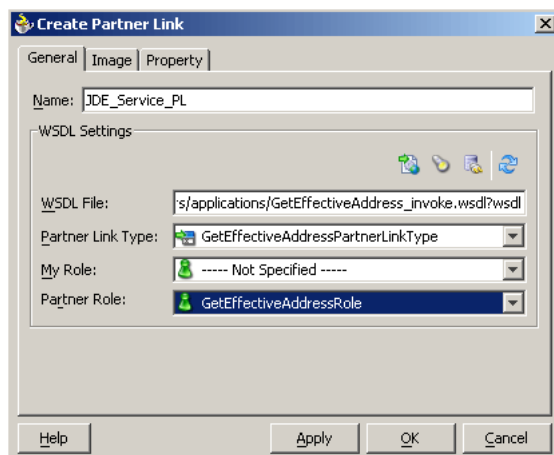 Create Partner Link
General Image Property
Name: JDE_Service_PL
WSDL Settings
WSDL File: 's/applications/GetEffectiveAddress_invoke.wsdl?wsdl
Partner Link Type: GetEffectiveAddressPartnerLinkType
My Role: ----- Not Specified -----
Partner Role: GetEffectiveAddressRole
Help Apply OK Cancel